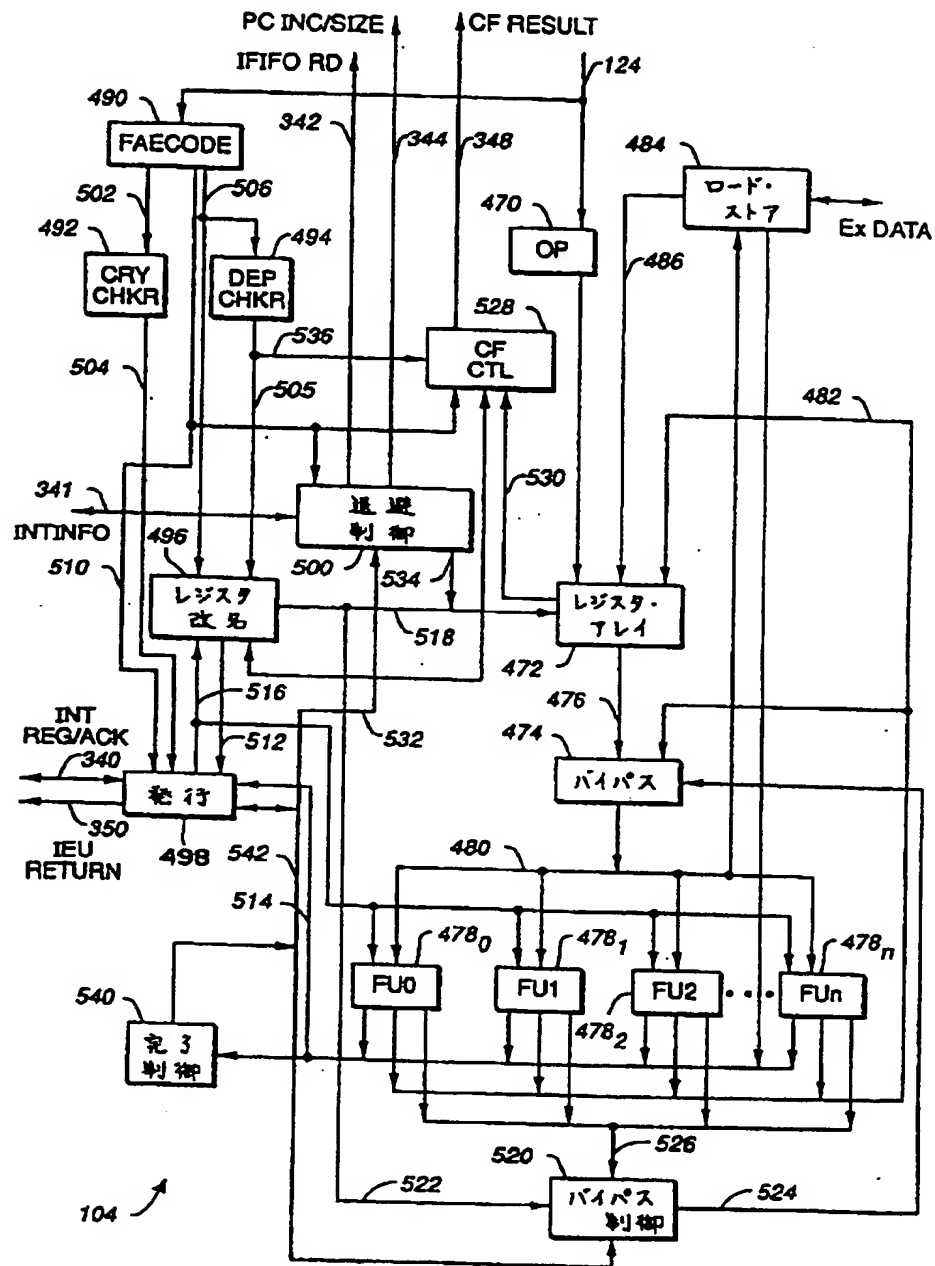 PC INC/SIZE
CF RESULT
IFIFO RD
124
490
342
344
348
484
FAECODE
ロード・
ストア
502
506
470
Ex DATA
492
494
OP
486
CRY
CHKR
DEP
CHKR
528
536
CF
CTL
504
505
482
341
530
INTINFO
退避
制御
496
500
534
510
レジスタ
改名
518
レジスタ・
アレイ
472
516
476
INT
REG/ACK
512
532
474
340
バイパス
発行
350
498
480
IEU
RETURN
542
514
478₀
478₁
478n
FU0
FU1
FU2
FUn
478₂
540
完了
制御
526
520
522
バイパス
制御
524
104